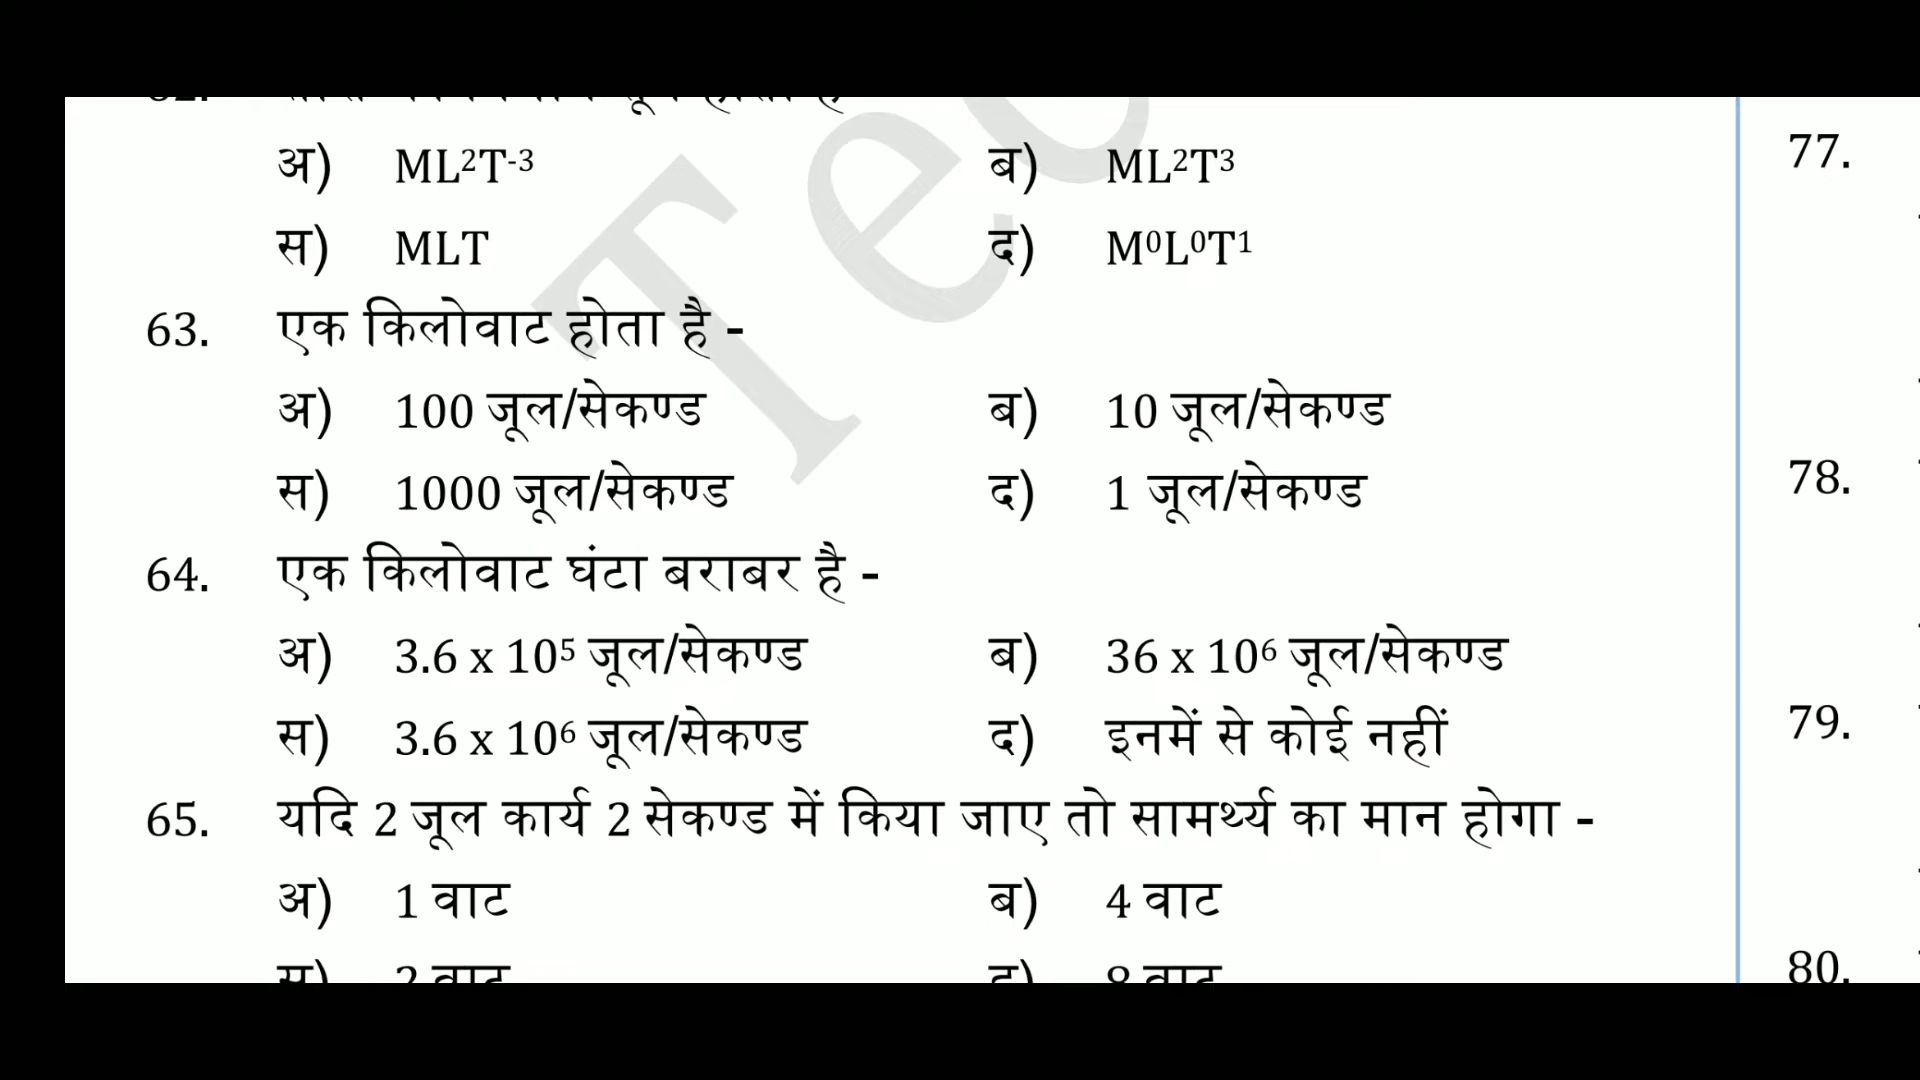 अ) ML²T⁻³ ब) ML²T³
स) MLT द) M⁰L⁰T¹
63. एक किलोवाट होता है -
अ) 100 जूल/सेकण्ड ब) 10 जूल/सेकण्ड
स) 1000 जूल/सेकण्ड द) 1 जूल/सेकण्ड
64. एक किलोवाट घंटा बराबर है -
अ) 3.6 x 10⁵ जूल/सेकण्ड ब) 36 x 10⁶ जूल/सेकण्ड
स) 3.6 x 10⁶ जूल/सेकण्ड द) इनमें से कोई नहीं
65. यदि 2 जूल कार्य 2 सेकण्ड में किया जाए तो सामर्थ्य का मान होगा -
अ) 1 वाट ब) 4 वाट
77.
78.
79.
80.
Tec